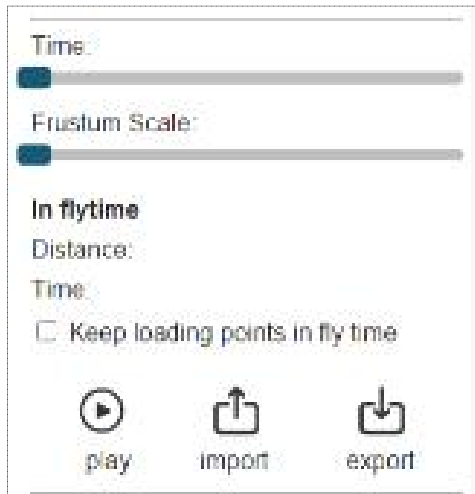 Time:
Frustum Scale:
In flytime
Distance:
Time:
Keep loading points in fly time
play import export